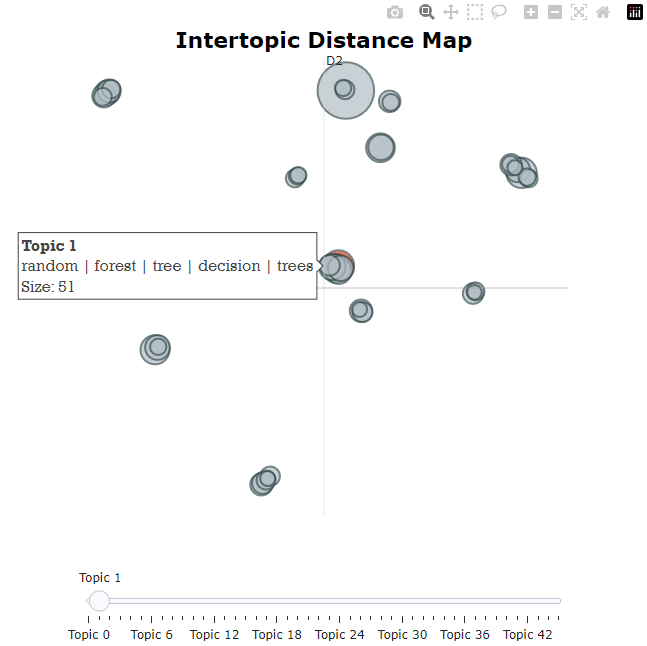 Intertopic Distance Map
D2
Topic 1
random | forest | tree | decision | trees
Size: 51
Topic 1
Topic 0 Topic 6 Topic 12 Topic 18 Topic 24 Topic 30 Topic 36 Topic 42